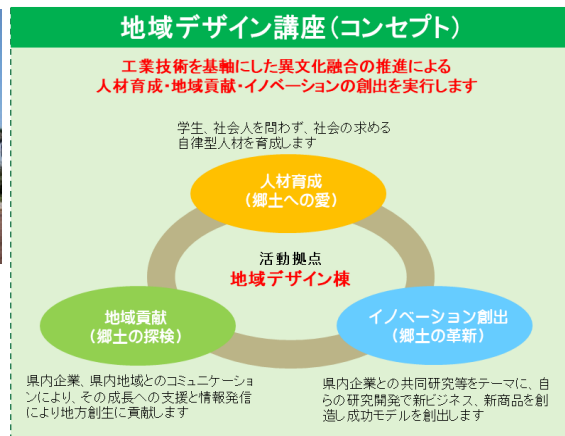 地域デザイン講座（コンセプト）
工業技術を基軸にした異文化融合の推進による
人材育成・地域貢献・イノベーションの創出を実行します
学生、社会人を問わず、社会の求める
自律型人材を育成します
人材育成
（郷土への愛）
活動拠点
地域デザイン棟
地域貢献
（郷土の探検）
イノベーション創出
（郷土の革新）
県内企業、県内地域とのコミュニケーショ
ンにより、その成長への支援と情報発信
により地方創生に貢献します
県内企業との共同研究等をテーマに、自
らの研究開発で新ビジネス、新商品を創
造し成功モデルを創出します